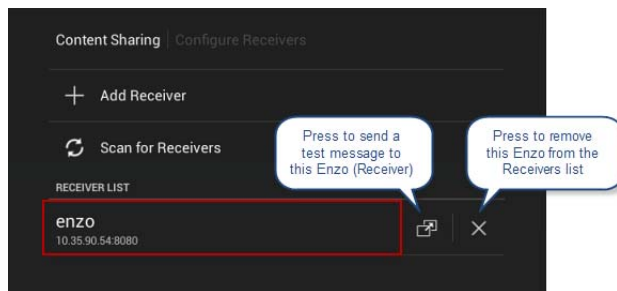 Content Sharing | Configure Receivers
Add Receiver
Scan for Receivers
Press to send a
test message to
this Enzo (Receiver)
Press to remove
this Enzo from the
Receivers list
RECEIVER LIST
enzo
10.35.90.54:8080